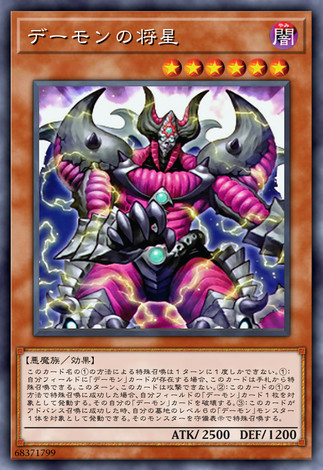 デーモンの将星
やみ
闇
【悪魔族／効果】
このカード名の①の方法による特殊召喚は１ターンに１度しかできない。①：
自分フィールドに「デーモン」カードが存在する場合、このカードは手札から特
殊召喚できる。このターン、このカードは攻撃できない。②：このカードの①の
方法で特殊召喚に成功した場合、自分フィールドの「デーモン」カード１枚を対
象として発動する。その自分の「デーモン」カードを破壊する。③：このカードが
アドバンス召喚に成功した時、自分の墓地のレベル６の「デーモン」モンスター
１体を対象として発動できる。そのモンスターを守備表示で特殊召喚する。
ATK/ 2500 DEF/1200
68371799